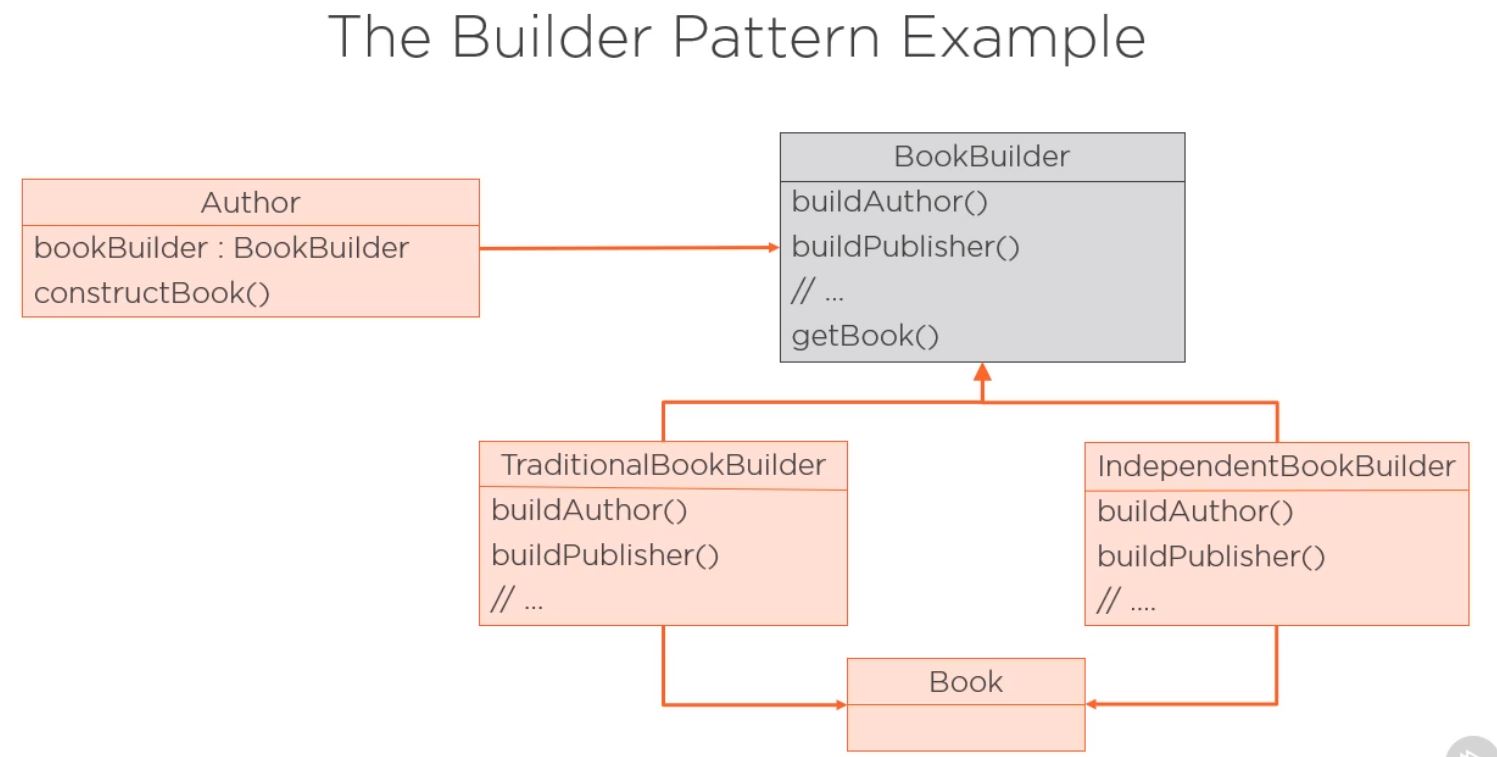 The Builder Pattern Example
Author
bookBuilder : BookBuilder
constructBook()
BookBuilder
buildAuthor()
buildPublisher()
// ...
getBook()
TraditionalBookBuilder
buildAuthor()
buildPublisher()
// ...
IndependentBookBuilder
buildAuthor()
buildPublisher()
// ....
Book